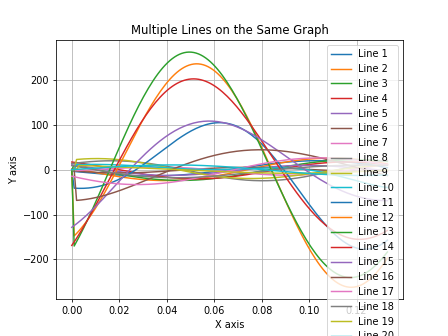 Multiple Lines on the Same Graph
Y axis
200
100
0
−100
−200
0.00
0.02
0.04
0.06
0.08
0.10
0.12
X axis
Line 1
Line 2
Line 3
Line 4
Line 5
Line 6
Line 7
Line 8
Line 9
Line 10
Line 11
Line 12
Line 13
Line 14
Line 15
Line 16
Line 17
Line 18
Line 19
Line 20